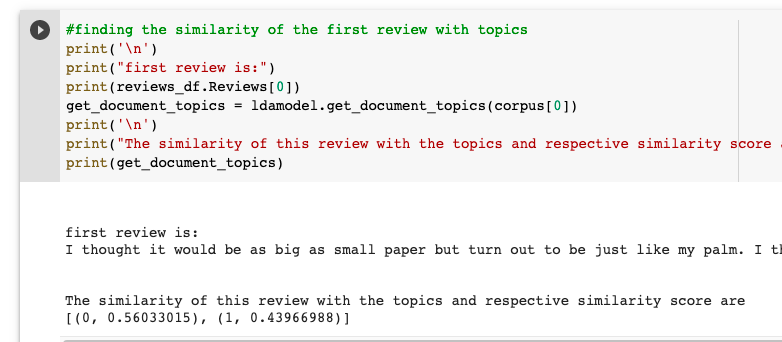 #finding the similarity of the first review with topics
print('\n')
print("first review is:")
print(reviews_df.Reviews[0])
get_document_topics = ldamodel.get_document_topics(corpus[0])
print('\n')
print("The similarity of this review with the topics and respective similarity score
print(get_document_topics)
first review is:
I thought it would be as big as small paper but turn out to be just like my palm. I
The similarity of this review with the topics and respective similarity score are
[(0, 0.56033015), (1, 0.43966988)]